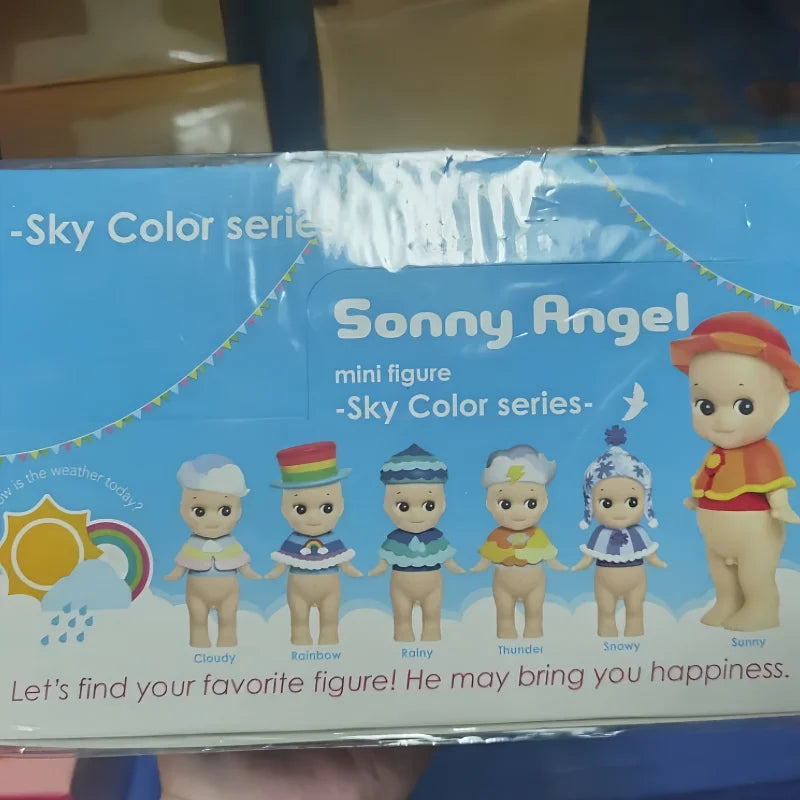 -Sky Color serie
Sonny Angel
mini figure
-Sky Color series-
is the weather today?
Cloudy
Rainbow
Rainy
Thunder
Snowy
Sunny
Let's find your favorite figure! He may bring you happiness.